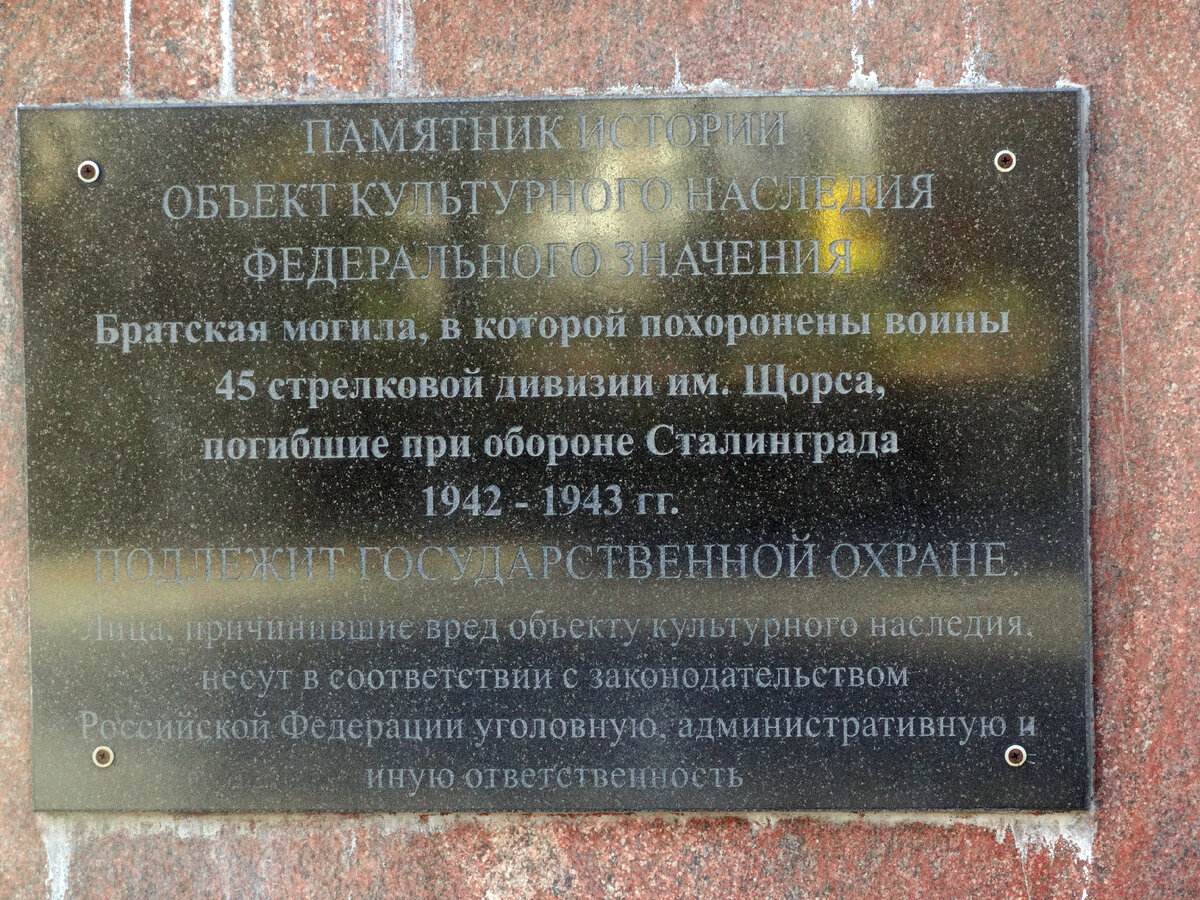 ПАМЯТНИК ИСТОРИИ
ОБЪЕКТ КУЛЬТУРНОГО НАСЛЕДИЯ
ФЕДЕРАЛЬНОГО ЗНАЧЕНИЯ
Братская могила, в которой похоронены воины
45 стрелковой дивизии им. Щорса,
погибшие при обороне Сталинграда
1942 - 1943 гг.
ПОДЛЕЖИТ ГОСУДАРСТВЕННОЙ ОХРАНЕ.
Лица, причинившие вред объекту культурного наследия,
несут в соответствии с законодательством
Российской Федерации уголовную, административную и
иную ответственность